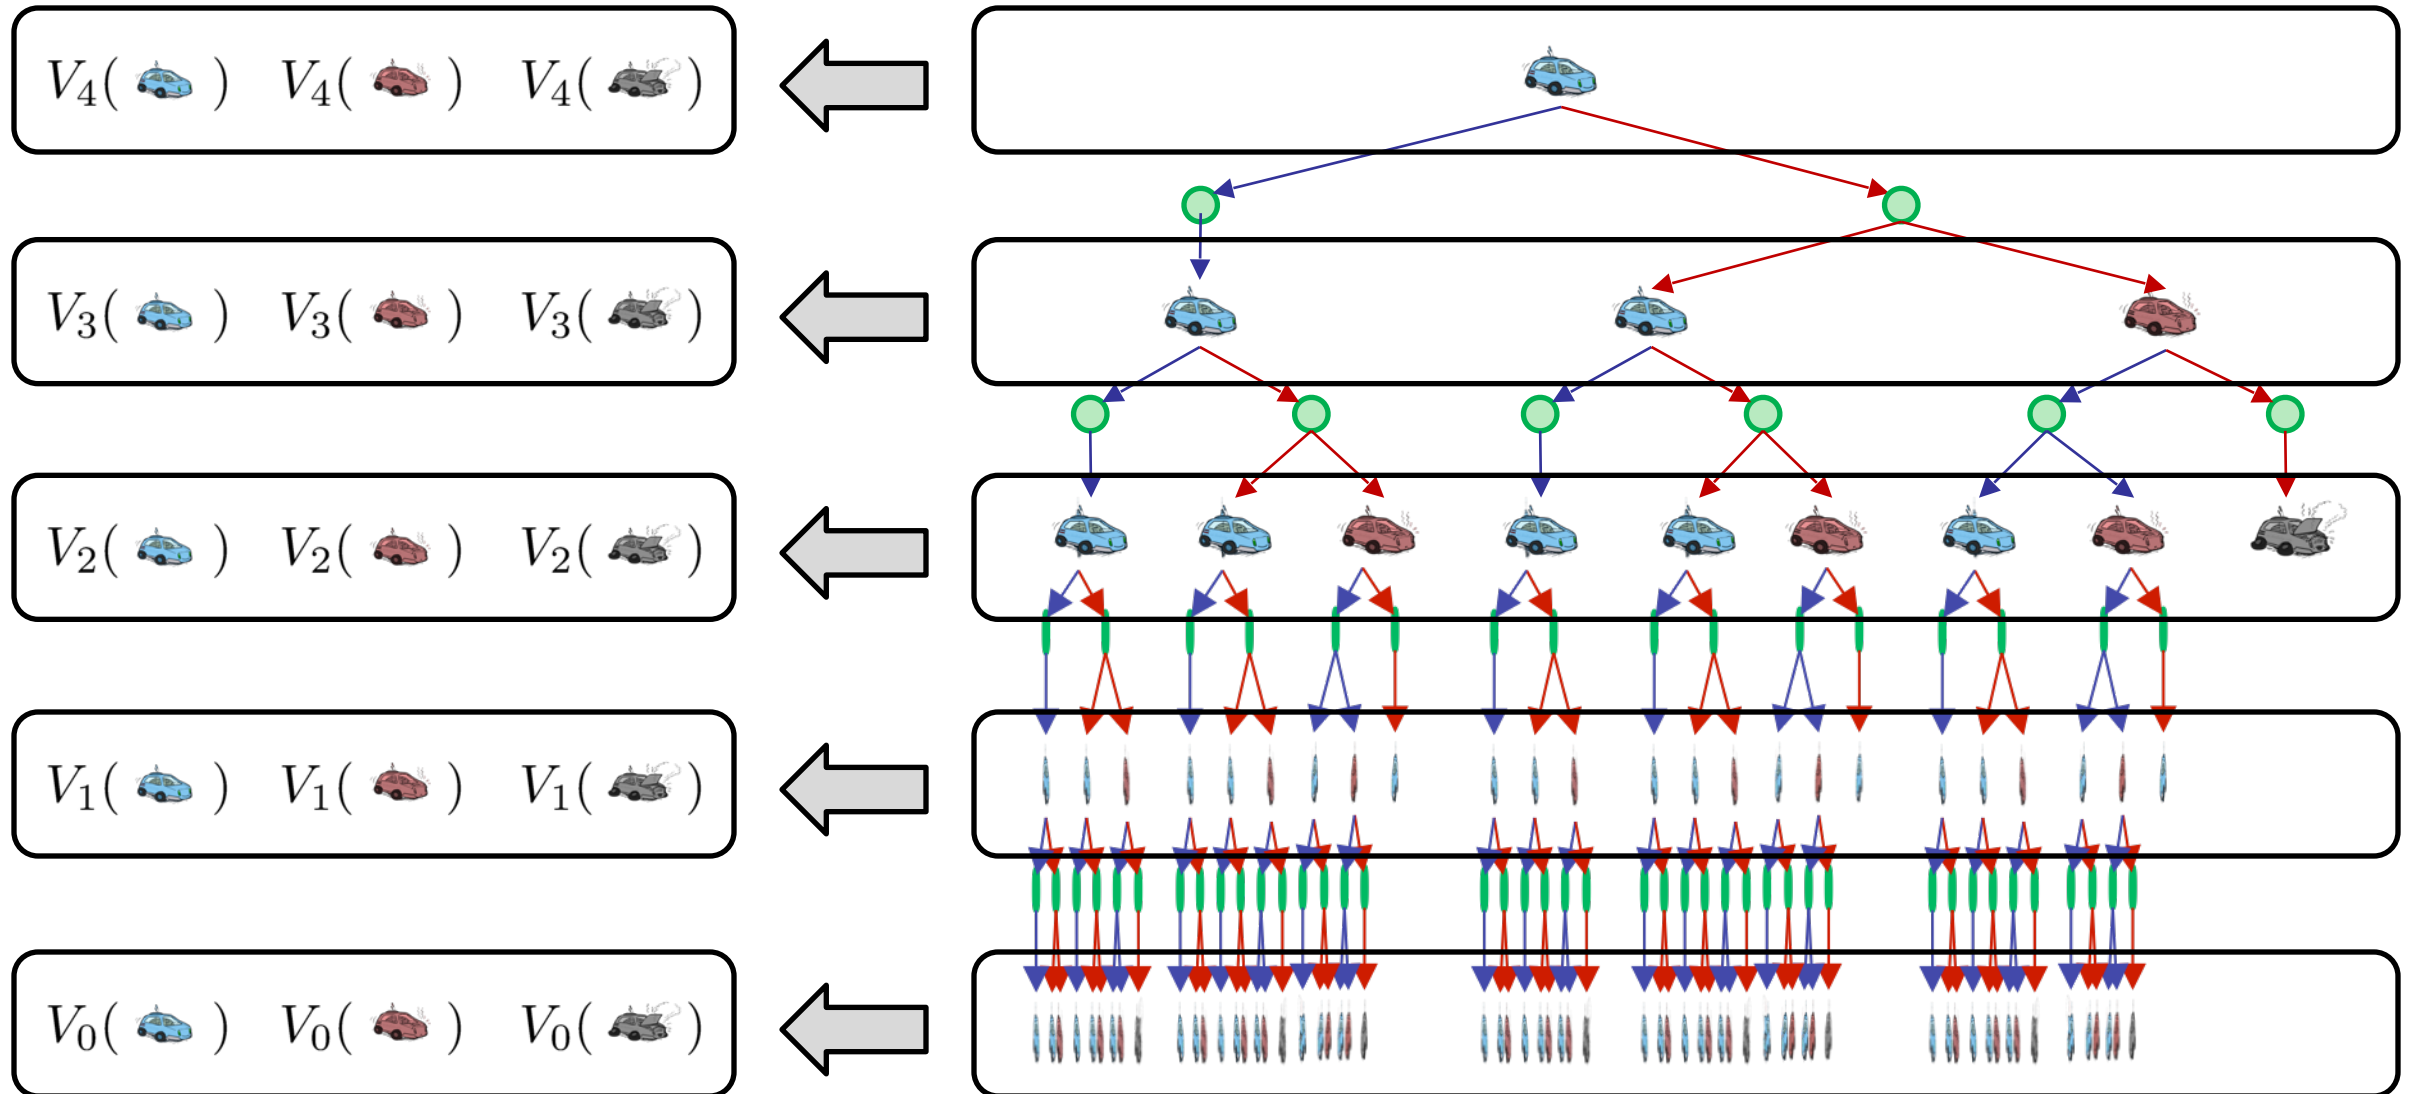 V4( ) V4( ) V4( )
V3( ) V3( ) V3( )
V2( ) V2( ) V2( )
V1( ) V1( ) V1( )
V0( ) V0( ) V0( )